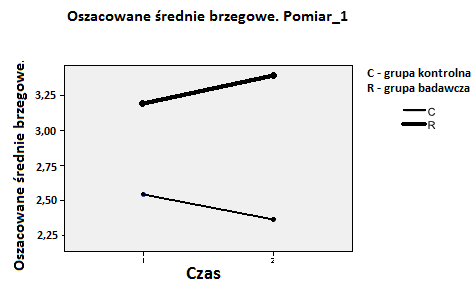 Oszacowane średnie brzegowe. Pomiar_1
Oszacowane średnie brzegowe.
3,25
3,00
2,75
2,50
2,25
1
2
Czas
C - grupa kontrolna
R - grupa badawcza
C
R